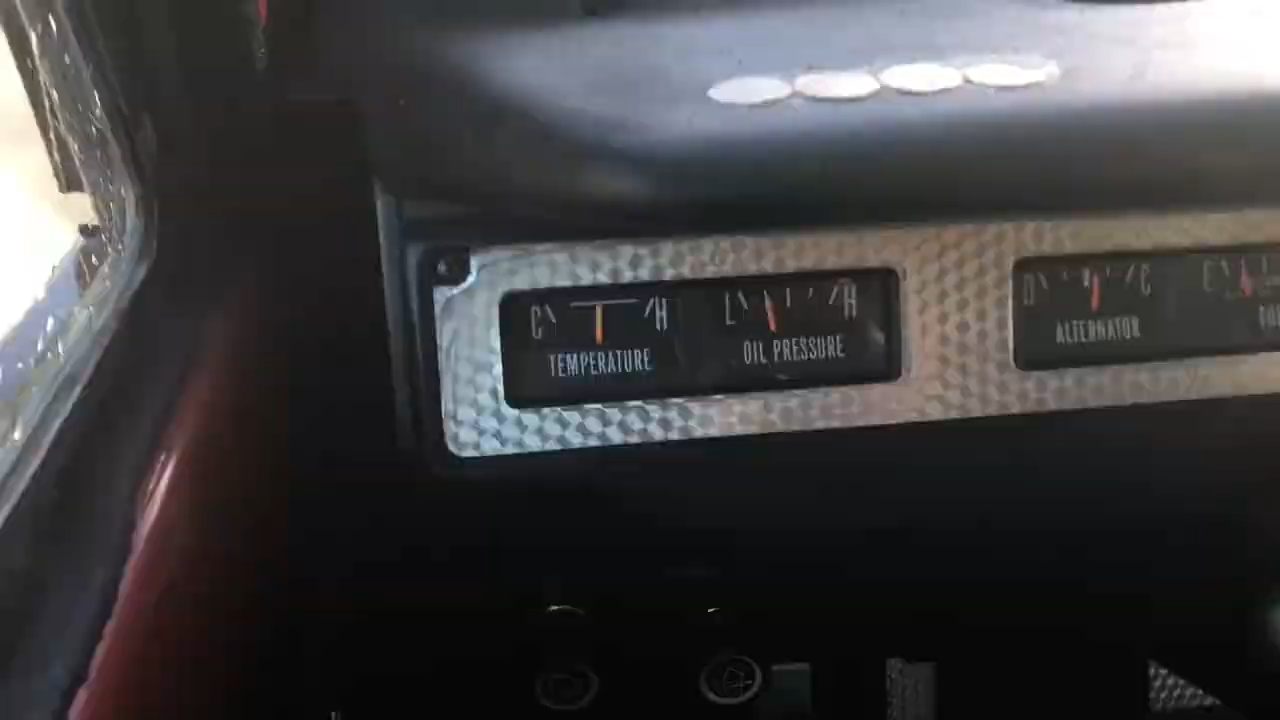 C H
TEMPERATURE
L H
OIL PRESSURE
D C
ALTERNATOR
E